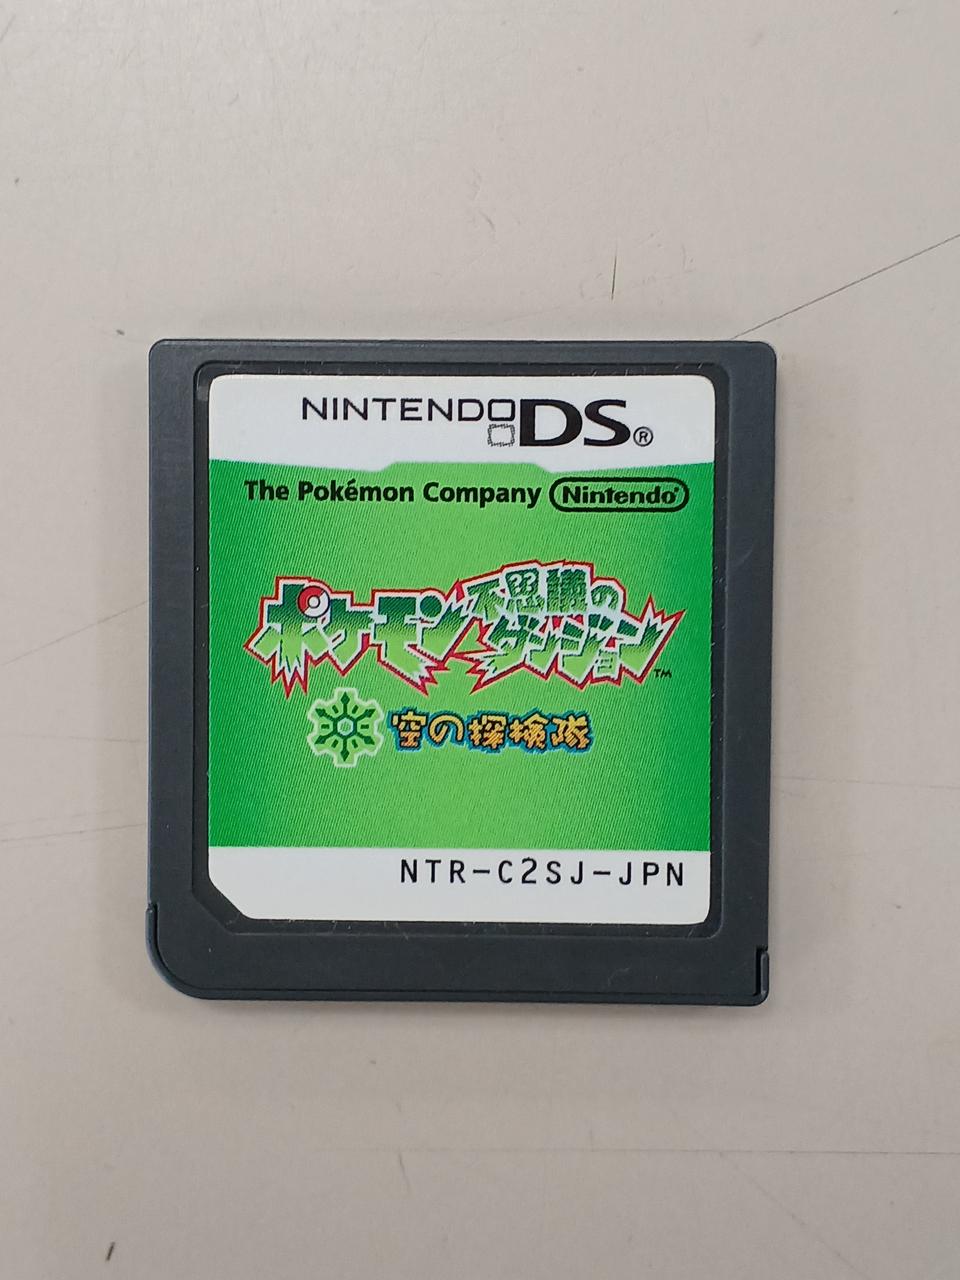 NINTENDO DS®
The Pokémon Company Nintendo®
ポケモン不思議のダンジョン™
空の探検隊
NTR-C2SJ-JPN